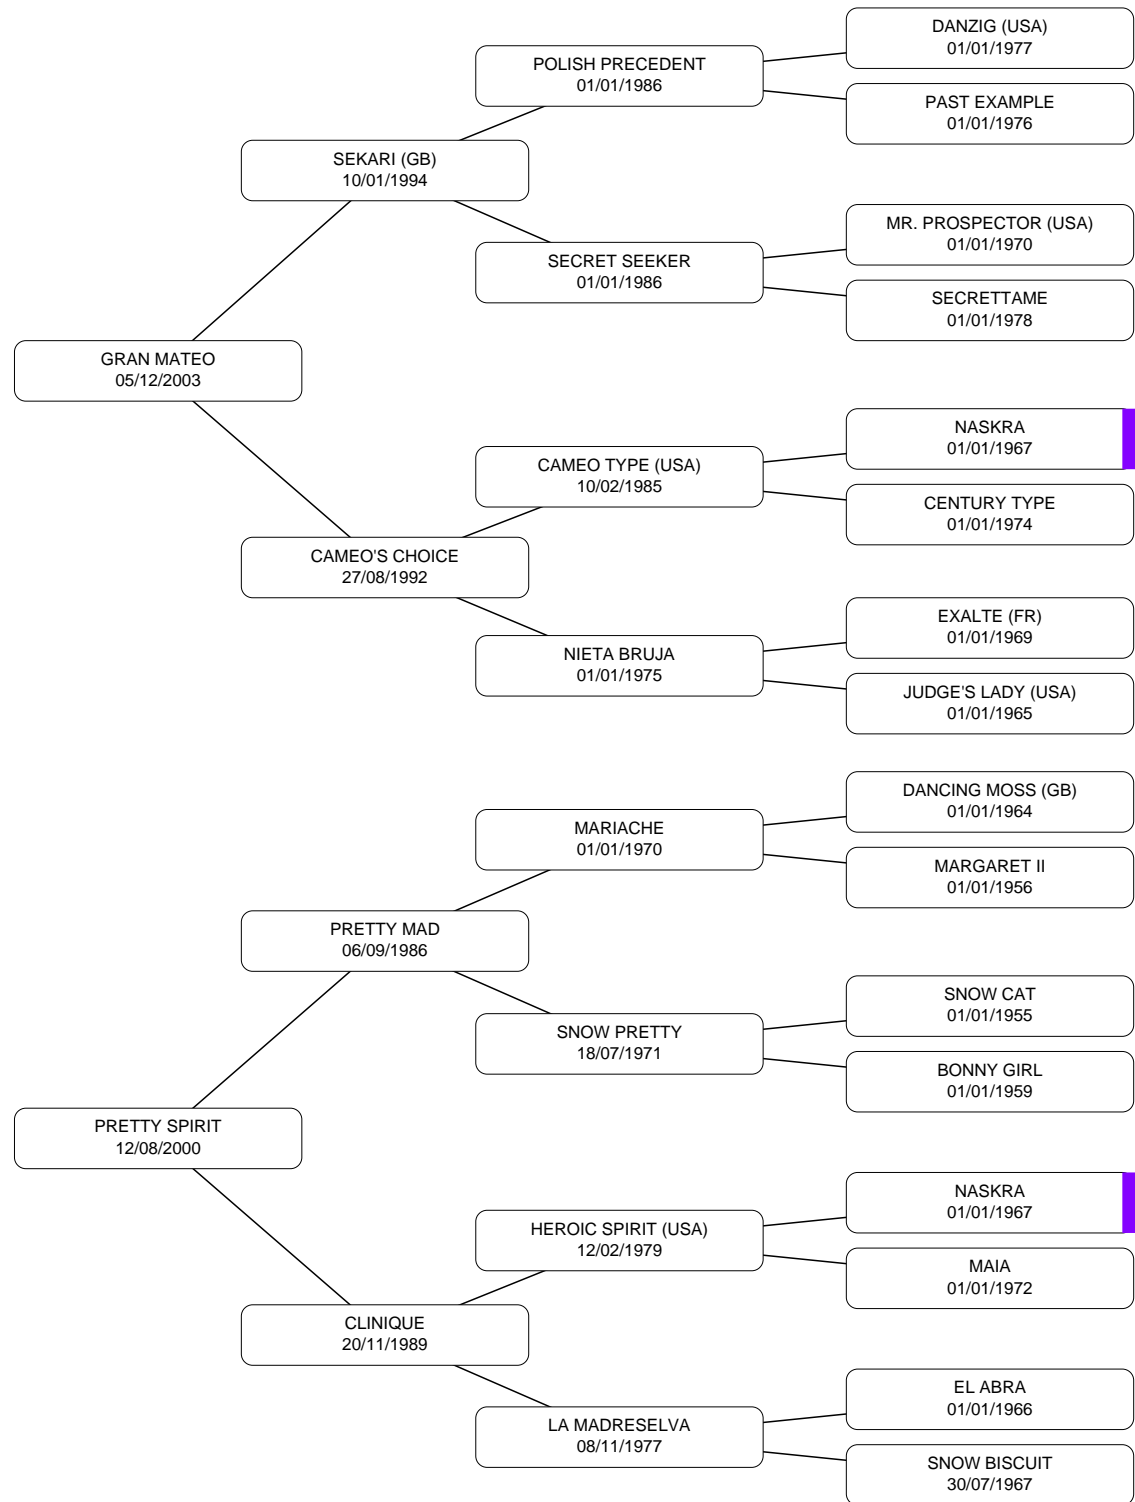 DANZIG (USA)
01/01/1977
POLISH PRECEDENT
01/01/1986
PAST EXAMPLE
01/01/1976
SEKARI (GB)
10/01/1994
MR. PROSPECTOR (USA)
01/01/1970
SECRET SEEKER
01/01/1986
SECRETTAME
01/01/1978
GRAN MATEO
05/12/2003
NASKRA
01/01/1967
CAMEO TYPE (USA)
10/02/1985
CENTURY TYPE
01/01/1974
CAMEO'S CHOICE
27/08/1992
EXALTE (FR)
01/01/1969
NIETA BRUJA
01/01/1975
JUDGE'S LADY (USA)
01/01/1965
DANCING MOSS (GB)
01/01/1964
MARIACHE
01/01/1970
MARGARET II
01/01/1956
PRETTY MAD
06/09/1986
SNOW CAT
01/01/1955
SNOW PRETTY
18/07/1971
BONNY GIRL
01/01/1959
PRETTY SPIRIT
12/08/2000
NASKRA
01/01/1967
HEROIC SPIRIT (USA)
12/02/1979
MAIA
01/01/1972
CLINIQUE
20/11/1989
EL ABRA
01/01/1966
LA MADRESELVA
08/11/1977
SNOW BISCUIT
30/07/1967